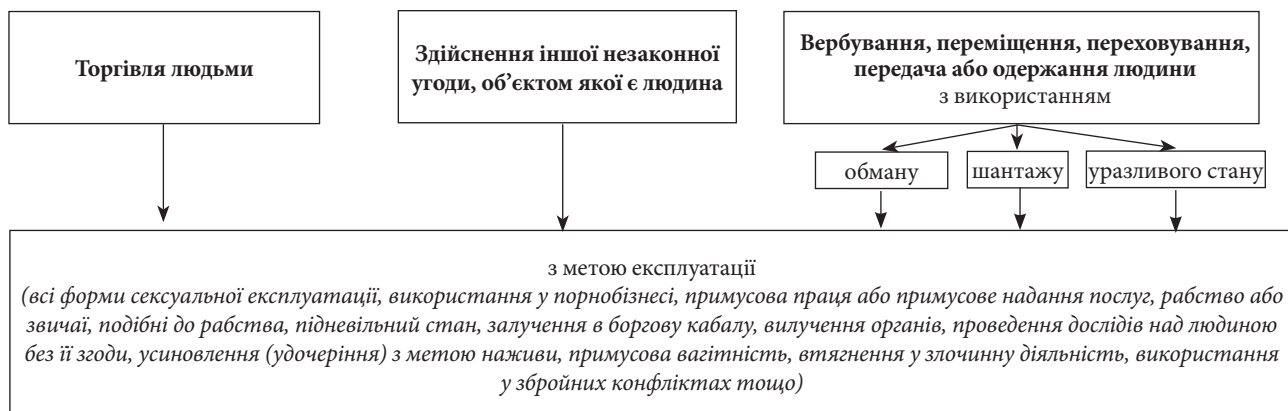 Торгівля людьми
Здійснення іншої незаконної
угоди, об’єктом якої є людина
Вербування, переміщення, переховування,
передача або одержання людини
з використанням
обману
шантажу
уразливого стану
з метою експлуатації
(всі форми сексуальної експлуатації, використання у порнобізнесі, примусова праця або примусове надання послуг, рабство або
звичаї, подібні до рабства, підневільний стан, залучення в боргову кабалу, вилучення органів, проведення дослідів над людиною
без її згоди, усиновлення (удочеріння) з метою наживи, примусова вагітність, втягнення у злочинну діяльність, використання
у збройних конфліктах тощо)